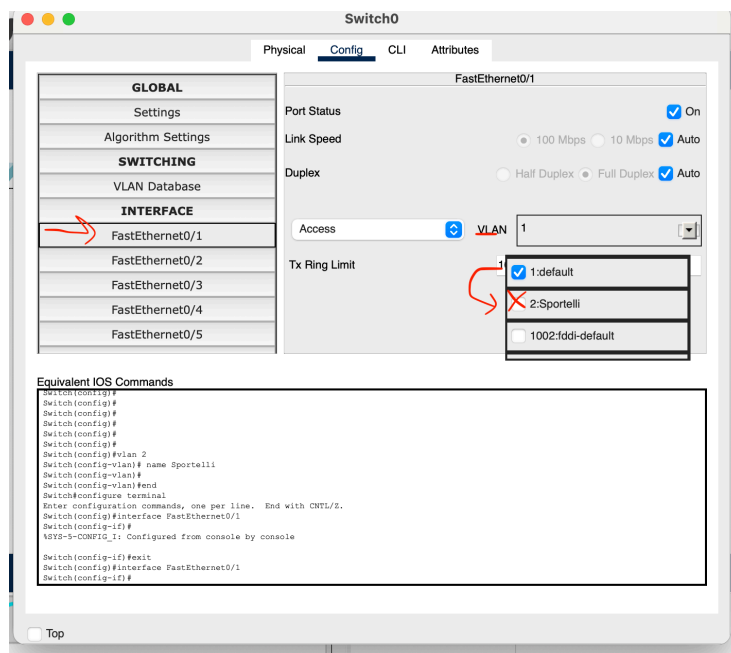 Switch0
Physical Config CLI Attributes
GLOBAL
Settings
Algorithm Settings
SWITCHING
VLAN Database
INTERFACE
FastEthernet0/1
FastEthernet0/2
FastEthernet0/3
FastEthernet0/4
FastEthernet0/5
FastEthernet0/1
Port Status On
Link Speed 100 Mbps 10 Mbps Auto
Duplex Half Duplex Full Duplex Auto
Access VLAN 1
Tx Ring Limit
1:default
2:Sportelli
1002:fddi-default
Equivalent IOS Commands
Switch(config)#
Switch(config)#
Switch(config)#
Switch(config)#
Switch(config)#
Switch(config)#
Switch(config)#vlan 2
Switch(config-vlan)# name Sportelli
Switch(config-vlan)#
Switch(config-vlan)#end
Switch#configure terminal
Enter configuration commands, one per line. End with CNTL/Z.
Switch(config)#interface FastEthernet0/1
Switch(config-if)#
%SYS-5-CONFIG_I: Configured from console by console
Switch(config-if)#exit
Switch(config)#interface FastEthernet0/1
Switch(config-if)#
Top